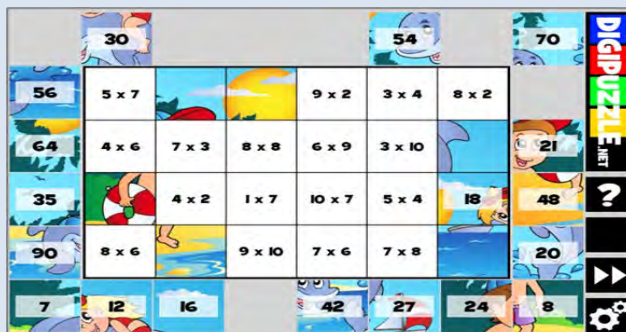 30 54 70
56 5 x 7 9 x 2 3 x 4 8 x 2
64 4 x 6 7 x 3 8 x 8 6 x 9 3 x 10 21
35 4 x 2 1 x 7 10 x 7 5 x 4 18 48
90 8 x 6 9 x 10 7 x 6 7 x 8 20
7 12 16 42 27 24 8
DIGIPUZZLE.NET
?